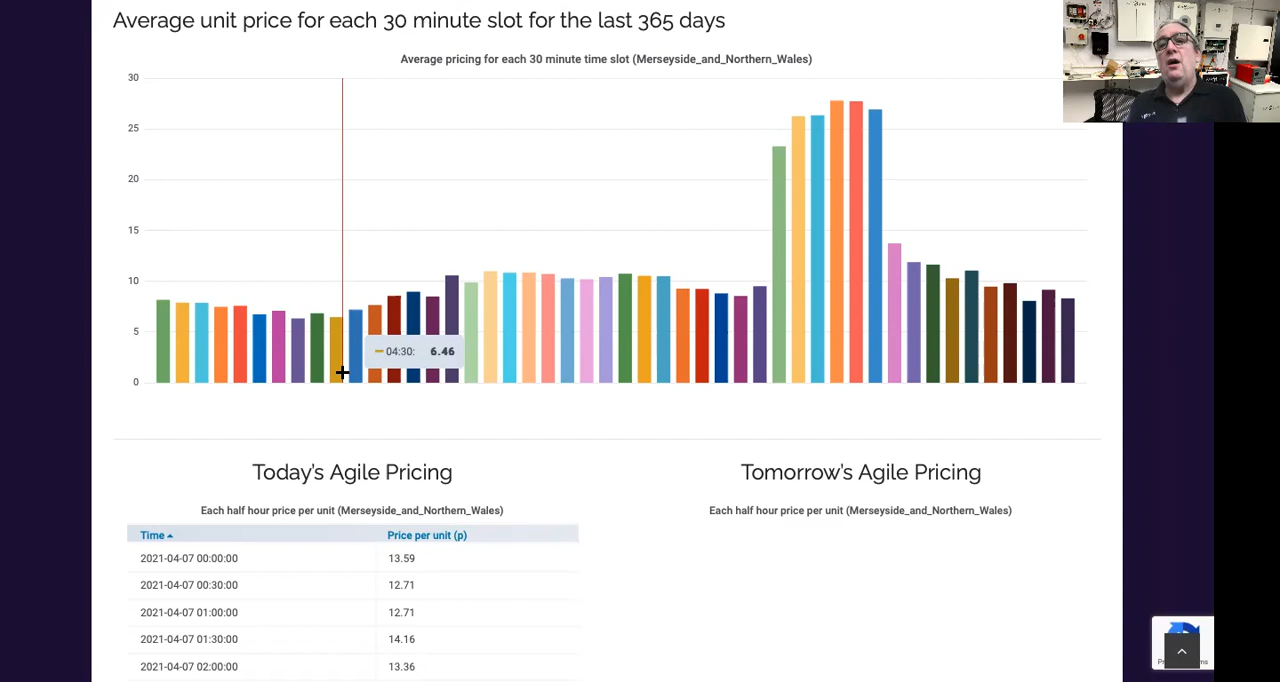 Average unit price for each 30 minute slot for the last 365 days
Average pricing for each 30 minute time slot (Merseyside_and_Northern_Wales)
30
25
20
15
10
5
0
04:30: 6.46
Today's Agile Pricing
Each half hour price per unit (Merseyside_and_Northern_Wales)
Time Price per unit (p)
2021-04-07 00:00:00 13.59
2021-04-07 00:30:00 12.71
2021-04-07 01:00:00 12.71
2021-04-07 01:30:00 14.16
2021-04-07 02:00:00 13.36
Tomorrow's Agile Pricing
Each half hour price per unit (Merseyside_and_Northern_Wales)